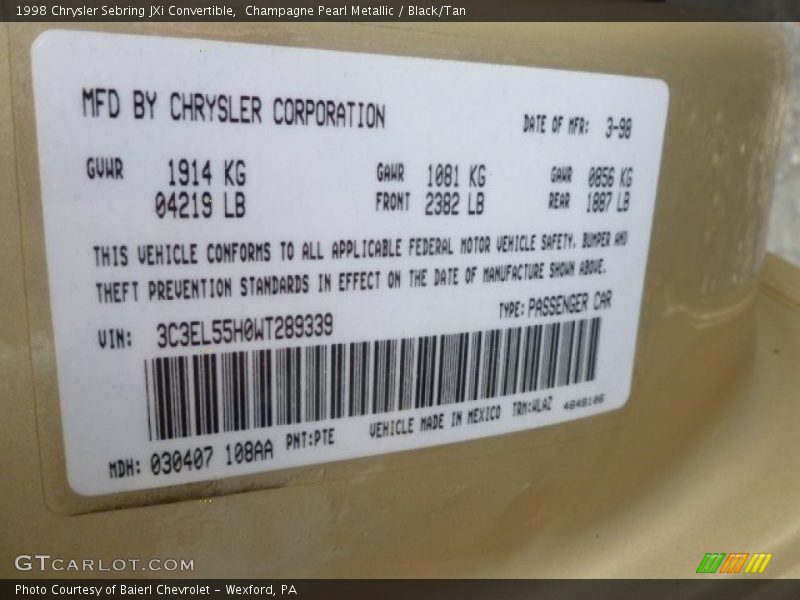 1998 Chrysler Sebring JXi Convertible,  Champagne Pearl Metallic / Black/Tan
MFD BY CHRYSLER CORPORATION
DATE OF MFR: 3-98
GVWR 1914 KG GAWR 1081 KG GAWR 0856 KG
04219 LB FRONT 2382 LB REAR 1887 LB
THIS VEHICLE CONFORMS TO ALL APPLICABLE FEDERAL MOTOR VEHICLE SAFETY, BUMPER AND
THEFT PREVENTION STANDARDS IN EFFECT ON THE DATE OF MANUFACTURE SHOWN ABOVE.
VIN: 3C3EL55H0WT289339 TYPE: PASSENGER CAR
MDH: 030407 108AA PNT:PTE VEHICLE MADE IN MEXICO TRM:WLAZ 4648106
GTCARLOT.COM
Photo Courtesy of Baierl Chevrolet - Wexford, PA